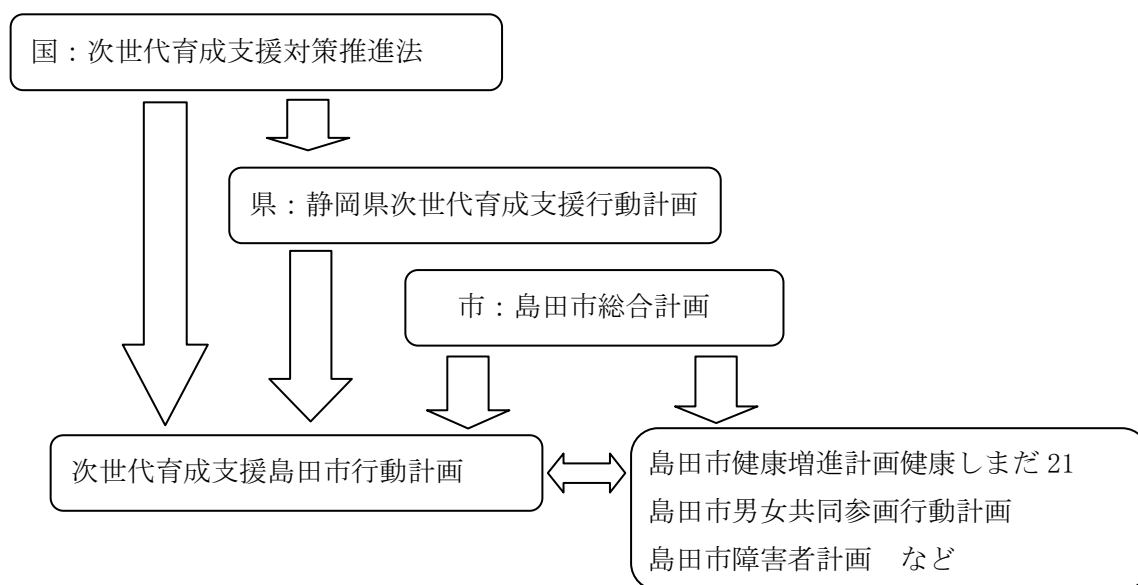 国：次世代育成支援対策推進法
県：静岡県次世代育成支援行動計画
市：島田市総合計画
次世代育成支援島田市行動計画
島田市健康増進計画健康しまだ 21
島田市男女共同参画行動計画
島田市障害者計画　など